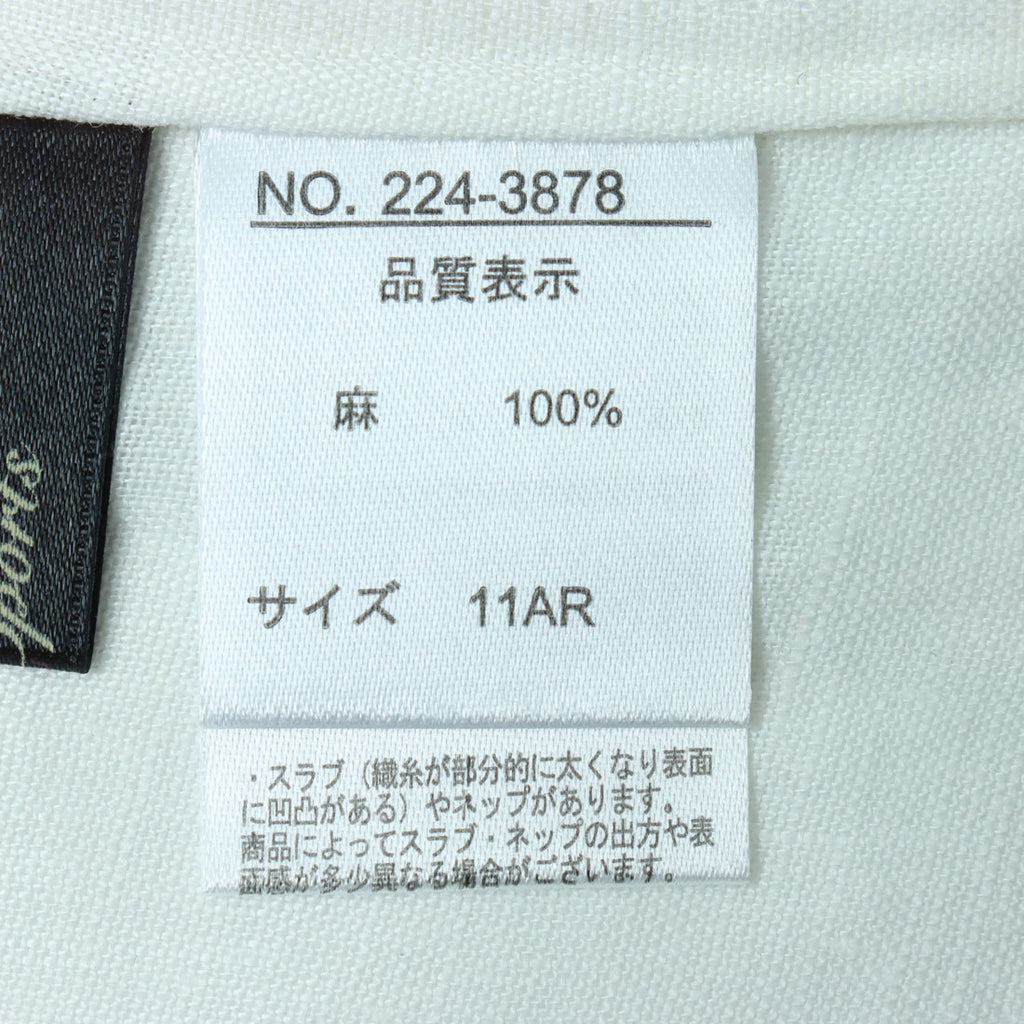 NO. 224-3878
品質表示
麻 100%
サイズ 11AR
・スラブ（織糸が部分的に太くなり表面
に凹凸がある）やネップがあります。
商品によってスラブ・ネップの出方や表
面感が多少異なる場合がございます。
ports